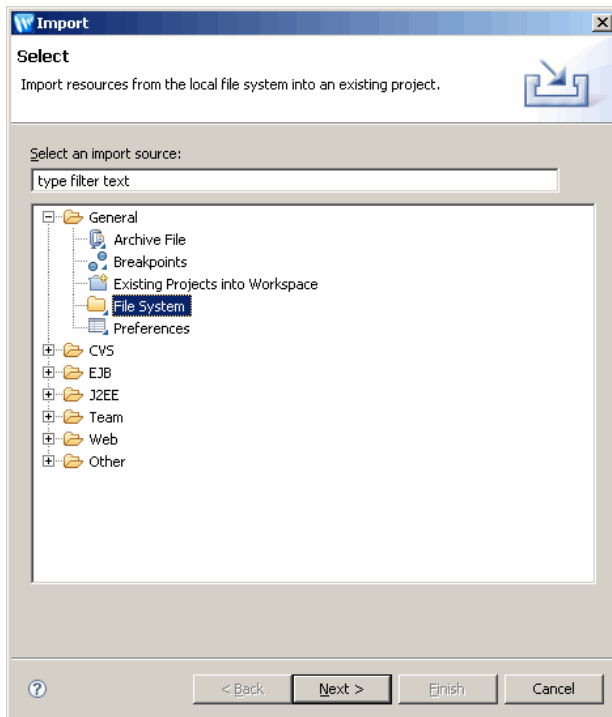 Import
Select
Import resources from the local file system into an existing project.
Select an import source:
type filter text
General
Archive File
Breakpoints
Existing Projects into Workspace
File System
Preferences
CVS
EJB
J2EE
Team
Web
Other
?
< Back
Next >
Finish
Cancel